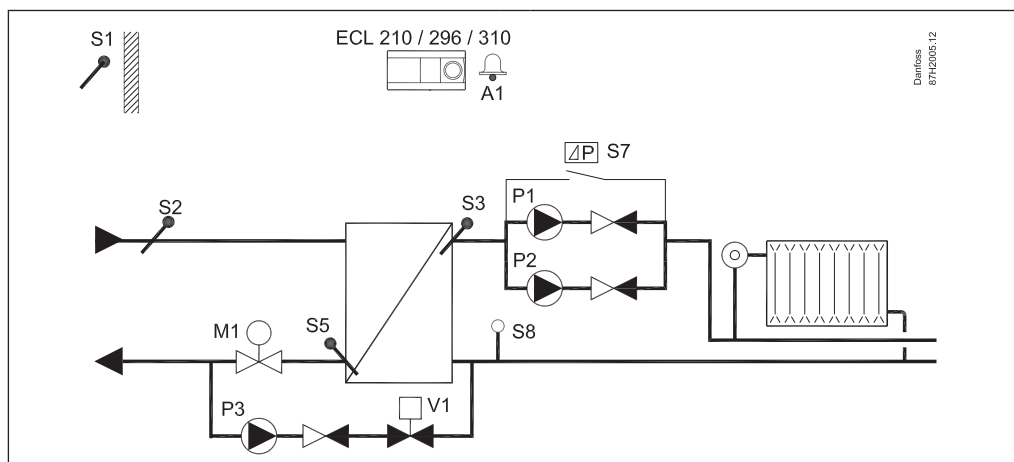 S1
ECL 210 / 296 / 310
A1
Danfoss
87H2005.12
P S7
P1
S3
S2
P2
S8
M1
S5
P3
V1